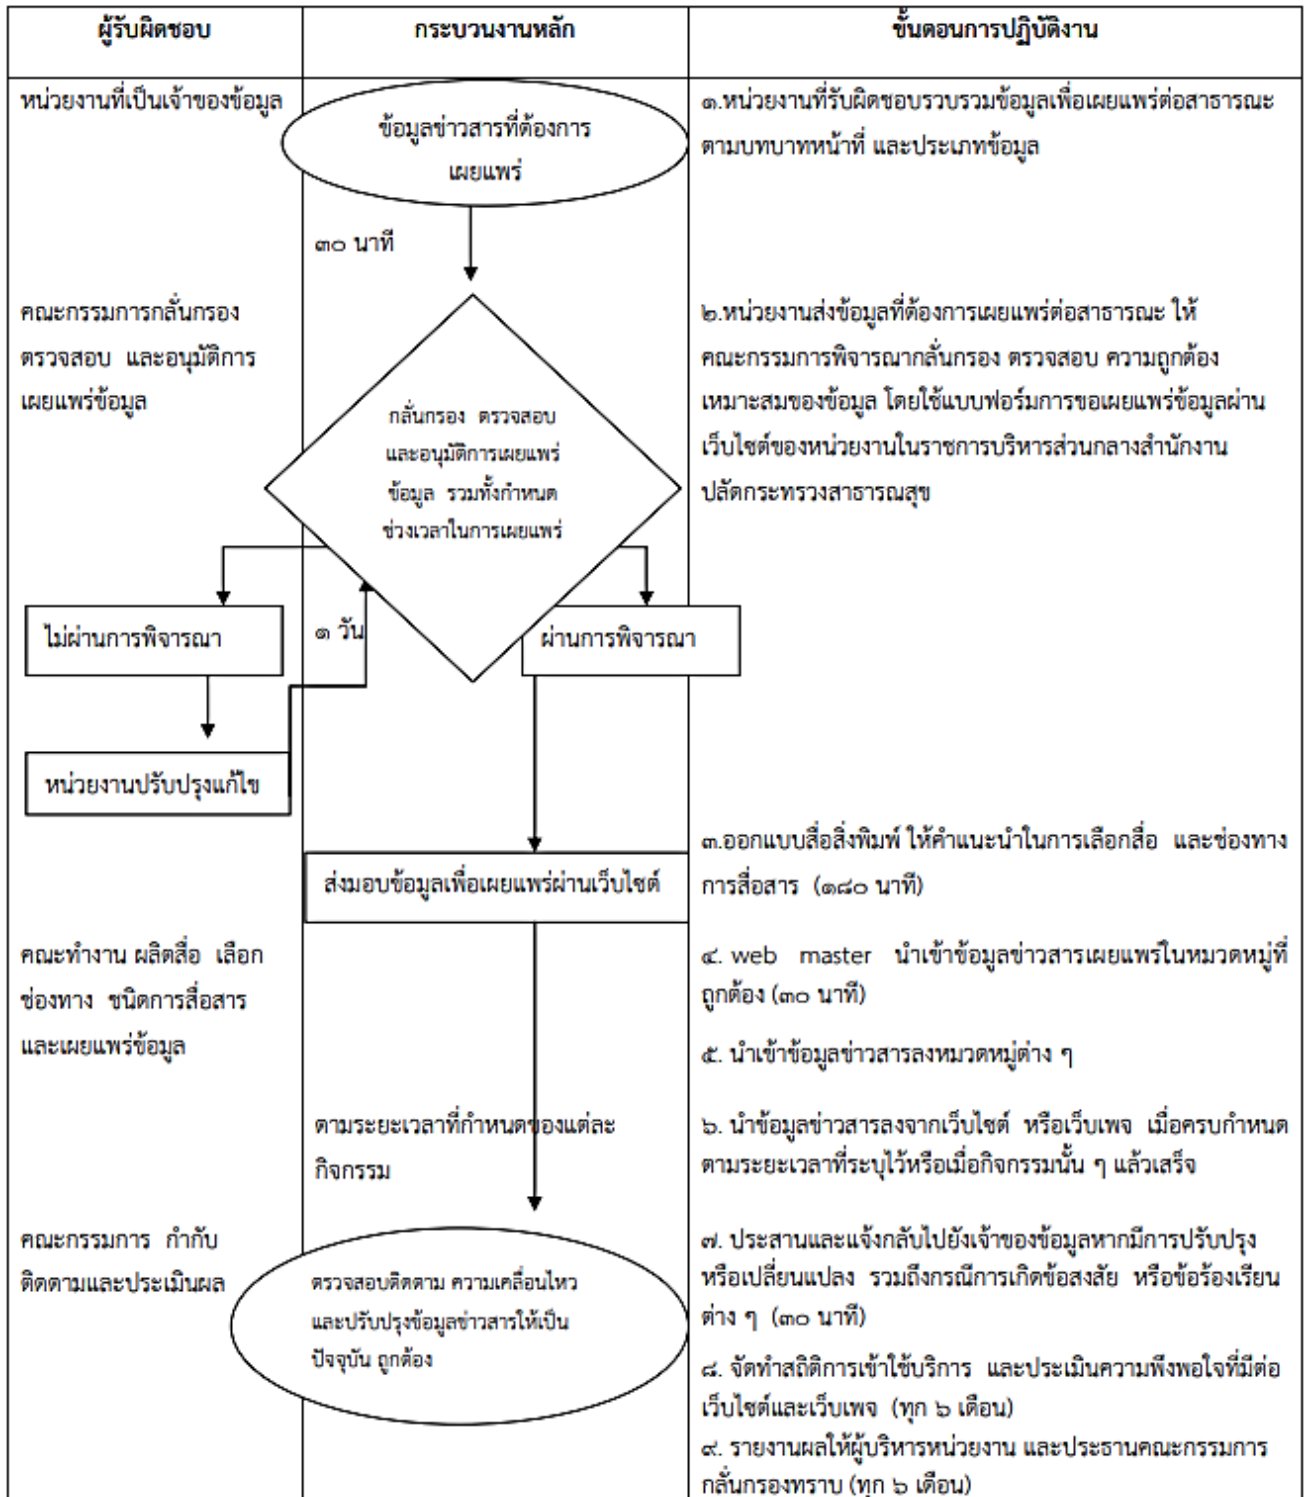 ผู้รับผิดชอบ
กระบวนงานหลัก
ขั้นตอนการปฏิบัติงาน
หน่วยงานที่เป็นเจ้าของข้อมูล
ข้อมูลข่าวสารที่ต้องการ
เผยแพร่
๑.หน่วยงานที่รับผิดชอบรวบรวมข้อมูลเพื่อเผยแพร่ต่อสาธารณะ
ตามบทบาทหน้าที่ และประเภทข้อมูล
๓๐ นาที
คณะกรรมการกลั่นกรอง
ตรวจสอบ และอนุมัติการ
เผยแพร่ข้อมูล
กลั่นกรอง ตรวจสอบ
และอนุมัติการเผยแพร่
ข้อมูล รวมทั้งกำหนด
ช่วงเวลาในการเผยแพร่
๒.หน่วยงานส่งข้อมูลที่ต้องการเผยแพร่ต่อสาธารณะ ให้
คณะกรรมการพิจารณากลั่นกรอง ตรวจสอบ ความถูกต้อง
เหมาะสมของข้อมูล โดยใช้แบบฟอร์มการขอเผยแพร่ข้อมูลผ่าน
เว็บไซต์ของหน่วยงานในราชการบริหารส่วนกลางสำนักงาน
ปลัดกระทรวงสาธารณสุข
ไม่ผ่านการพิจารณา
๑ วัน
ผ่านการพิจารณา
หน่วยงานปรับปรุงแก้ไข
ส่งมอบข้อมูลเพื่อเผยแพร่ผ่านเว็บไซต์
๓.ออกแบบสื่อสิ่งพิมพ์ ให้คำแนะนำในการเลือกสื่อ และช่องทาง
การสื่อสาร (๑๘๐ นาที)
คณะทำงาน ผลิตสื่อ เลือก
ช่องทาง ชนิดการสื่อสาร
และเผยแพร่ข้อมูล
๔. web master นำเข้าข้อมูลข่าวสารเผยแพร่ในหมวดหมู่ที่
ถูกต้อง (๓๐ นาที)
๕. นำเข้าข้อมูลข่าวสารลงหมวดหมู่ต่าง ๆ
ตามระยะเวลาที่กำหนดของแต่ละ
กิจกรรม
๖. นำข้อมูลข่าวสารลงจากเว็บไซต์ หรือเว็บเพจ เมื่อครบกำหนด
ตามระยะเวลาที่ระบุไว้หรือเมื่อกิจกรรมนั้น ๆ แล้วเสร็จ
คณะกรรมการ กำกับ
ติดตามและประเมินผล
ตรวจสอบติดตาม ความเคลื่อนไหว
และปรับปรุงข้อมูลข่าวสารให้เป็น
ปัจจุบัน ถูกต้อง
๗. ประสานและแจ้งกลับไปยังเจ้าของข้อมูลหากมีการปรับปรุง
หรือเปลี่ยนแปลง รวมถึงกรณีการเกิดข้อสงสัย หรือข้อร้องเรียน
ต่าง ๆ (๓๐ นาที)
๘. จัดทำสถิติการเข้าใช้บริการ และประเมินความพึงพอใจที่มีต่อ
เว็บไซต์และเว็บเพจ (ทุก ๖ เดือน)
๙. รายงานผลให้ผู้บริหารหน่วยงาน และประธานคณะกรรมการ
กลั่นกรองทราบ (ทุก ๖ เดือน)